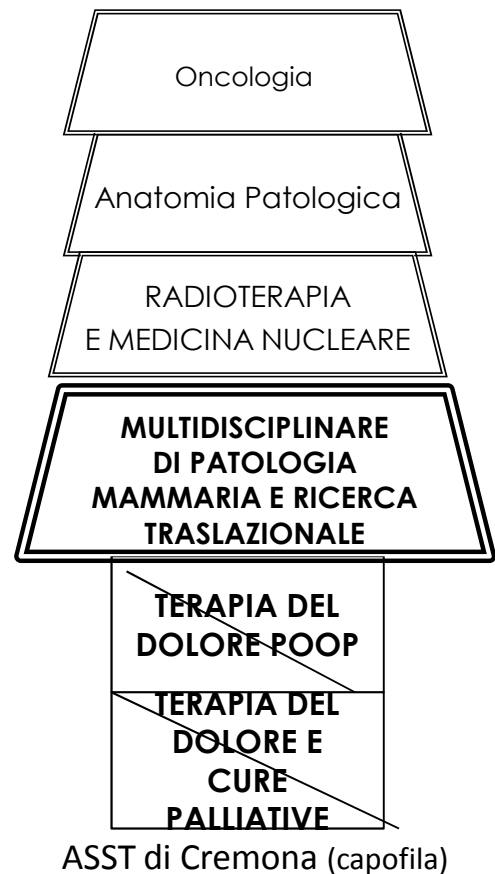 Oncologia
Anatomia Patologica
RADIOTERAPIA
E MEDICINA NUCLEARE
MULTIDISCIPLINARE
DI PATOLOGIA
MAMMARIA E RICERCA
TRASLAZIONALE
TERAPIA DEL
DOLORE POOP
TERAPIA DEL
DOLORE E
CURE
PALLIATIVE
ASST di Cremona (capofila)